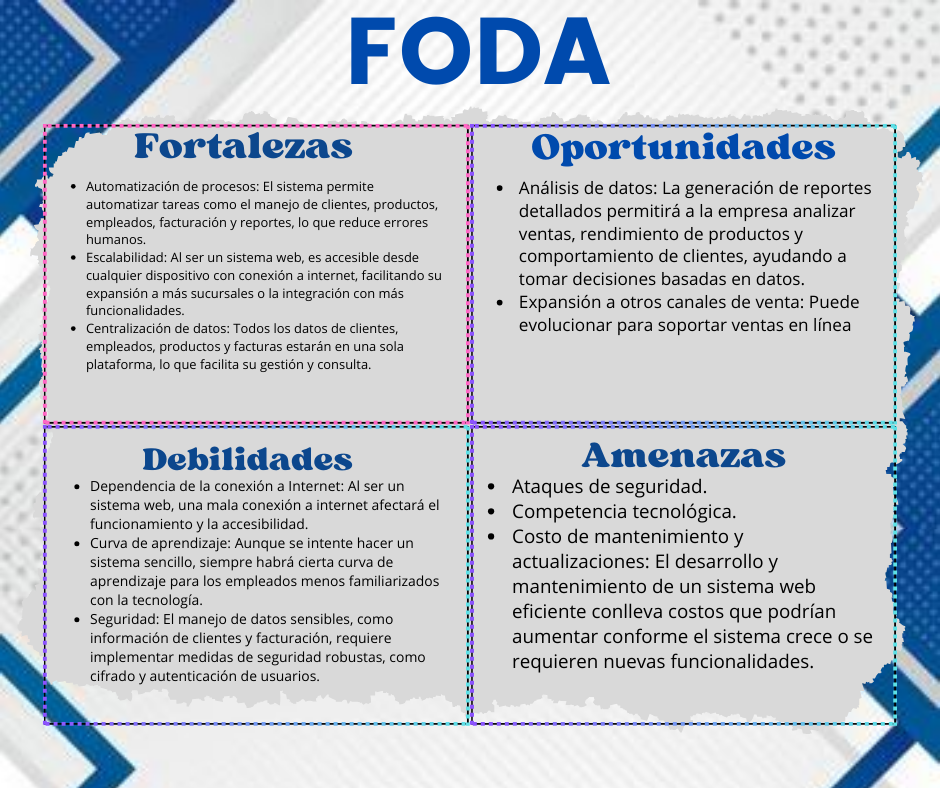 FODA
Fortalezas
• Automatización de procesos: El sistema permite
automatizar tareas como el manejo de clientes, productos,
empleados, facturación y reportes, lo que reduce errores
humanos.
• Escalabilidad: Al ser un sistema web, es accesible desde
cualquier dispositivo con conexión a internet, facilitando su
expansión a más sucursales o la integración con más
funcionalidades.
• Centralización de datos: Todos los datos de clientes,
empleados, productos y facturas estarán en una sola
plataforma, lo que facilita su gestión y consulta.
Oportunidades
• Análisis de datos: La generación de reportes
detallados permitirá a la empresa analizar
ventas, rendimiento de productos y
comportamiento de clientes, ayudando a
tomar decisiones basadas en datos.
• Expansión a otros canales de venta: Puede
evolucionar para soportar ventas en línea
Debilidades
• Dependencia de la conexión a Internet: Al ser un
sistema web, una mala conexión a internet afectará el
funcionamiento y la accesibilidad.
• Curva de aprendizaje: Aunque se intente hacer un
sistema sencillo, siempre habrá cierta curva de
aprendizaje para los empleados menos familiarizados
con la tecnología.
• Seguridad: El manejo de datos sensibles, como
información de clientes y facturación, requiere
implementar medidas de seguridad robustas, como
cifrado y autenticación de usuarios.
Amenazas
• Ataques de seguridad.
• Competencia tecnológica.
• Costo de mantenimiento y
actualizaciones: El desarrollo y
mantenimiento de un sistema web
eficiente conlleva costos que podrían
aumentar conforme el sistema crece o se
requieren nuevas funcionalidades.